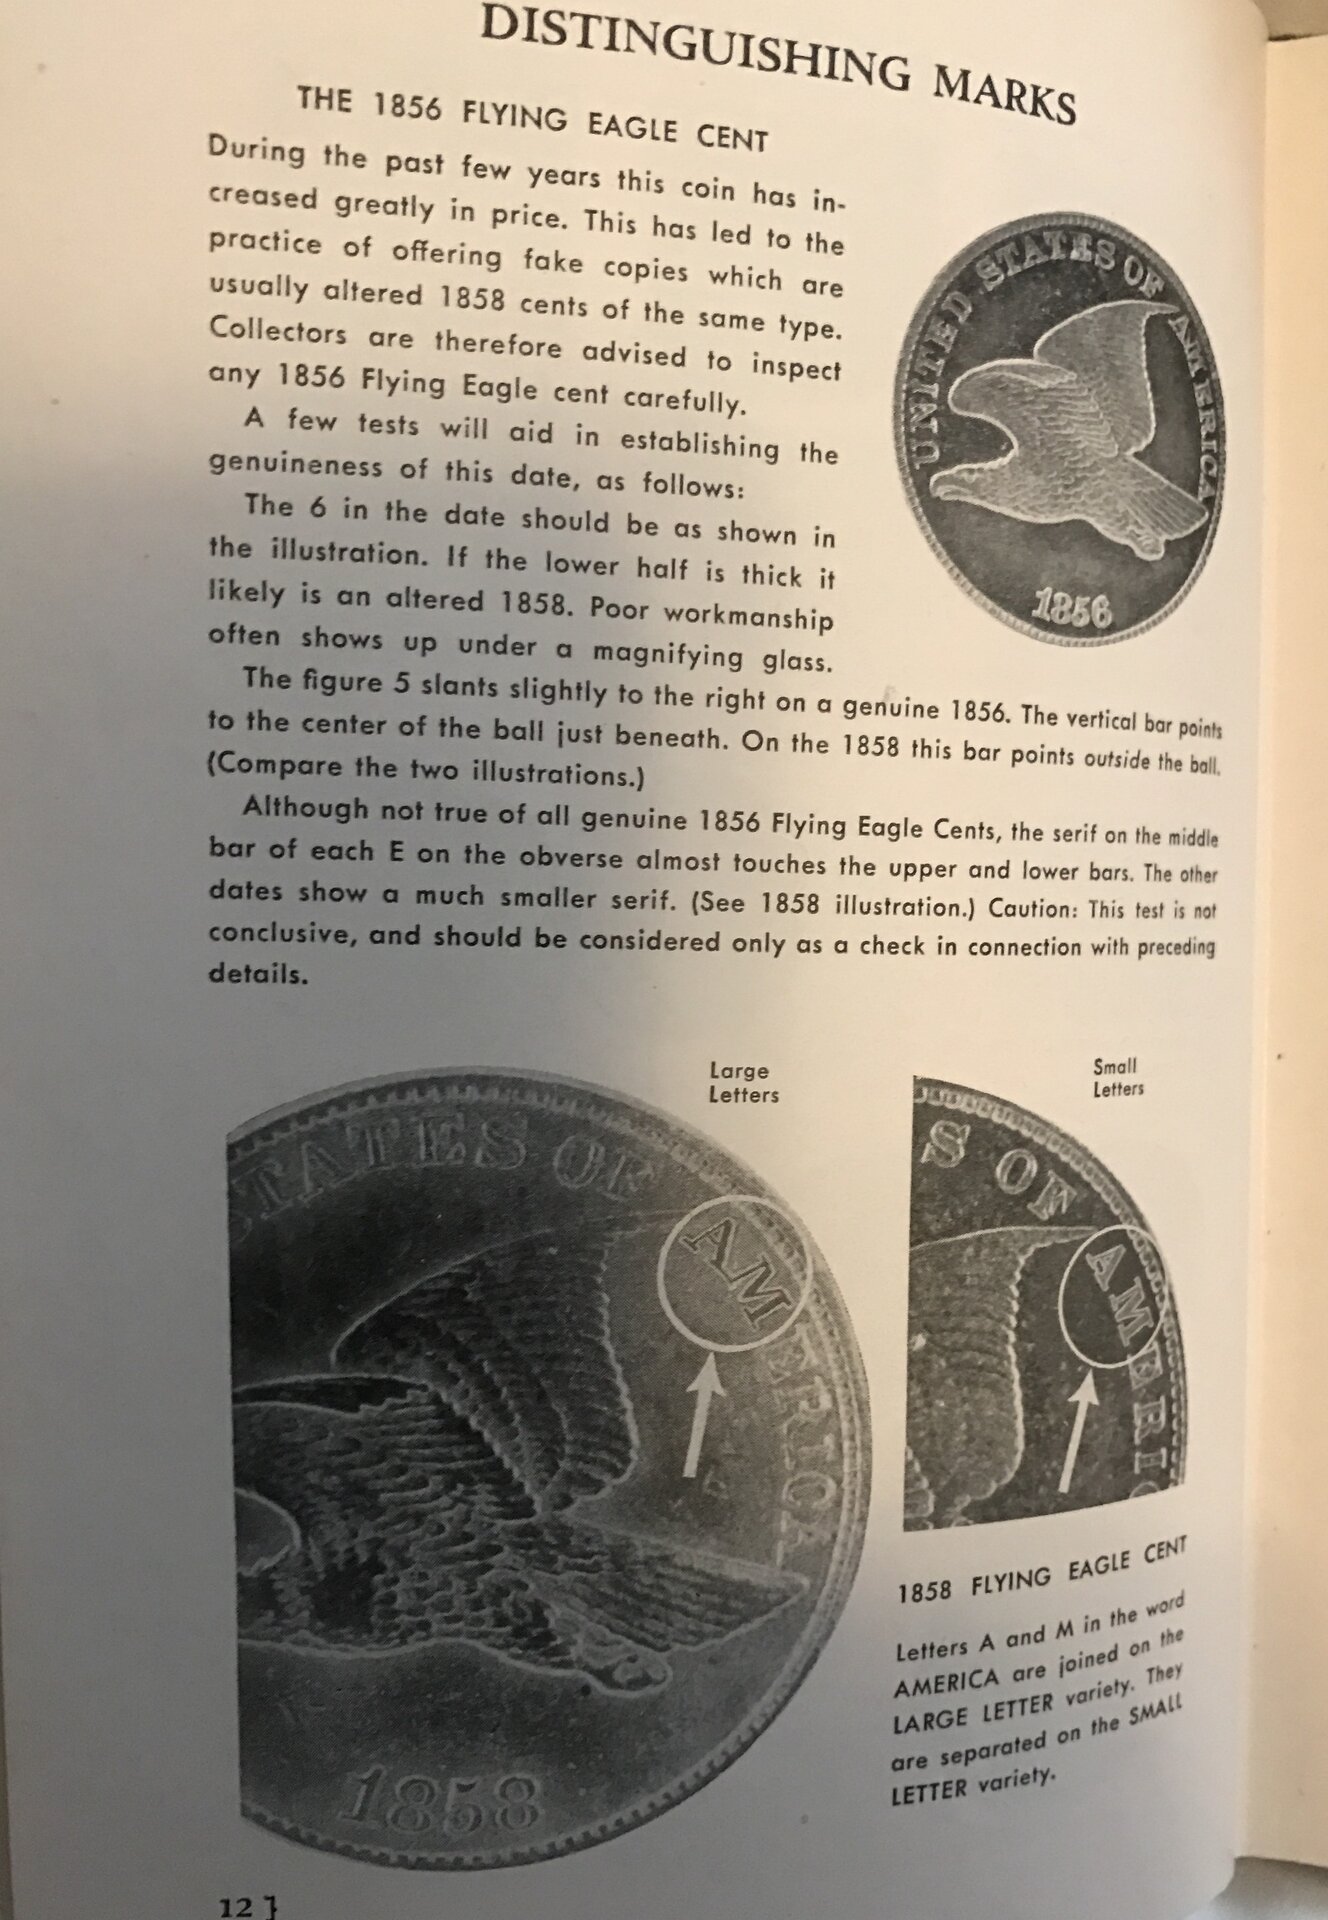 DISTINGUISHING MARKS
THE 1856 FLYING EAGLE CENT
During the past few years this coin has in-
creased greatly in price. This has led to the
practice of offering fake copies which are
usually altered 1858 cents of the same type.
Collectors are therefore advised to inspect
any 1856 Flying Eagle cent carefully.
A few tests will aid in establishing the
genuineness of this date, as follows:
The 6 in the date should be as shown in
the illustration. If the lower half is thick it
likely is an altered 1858. Poor workmanship
often shows up under a magnifying glass.
UNITED STATES OF AMERICA
1856
The figure 5 slants slightly to the right on a genuine 1856. The vertical bar points
to the center of the ball just beneath. On the 1858 this bar points outside the ball.
(Compare the two illustrations.)
Although not true of all genuine 1856 Flying Eagle Cents, the serif on the middle
bar of each E on the obverse almost touches the upper and lower bars. The other
dates show a much smaller serif. (See 1858 illustration.) Caution: This test is not
conclusive, and should be considered only as a check in connection with preceding
details.
Large
Letters
STATES OF AMERICA
1858
Small
Letters
S OF AMERIC
1858 FLYING EAGLE CENT
Letters A and M in the word
AMERICA are joined on the
LARGE LETTER variety. They
are separated on the SMALL
LETTER variety.
12 }